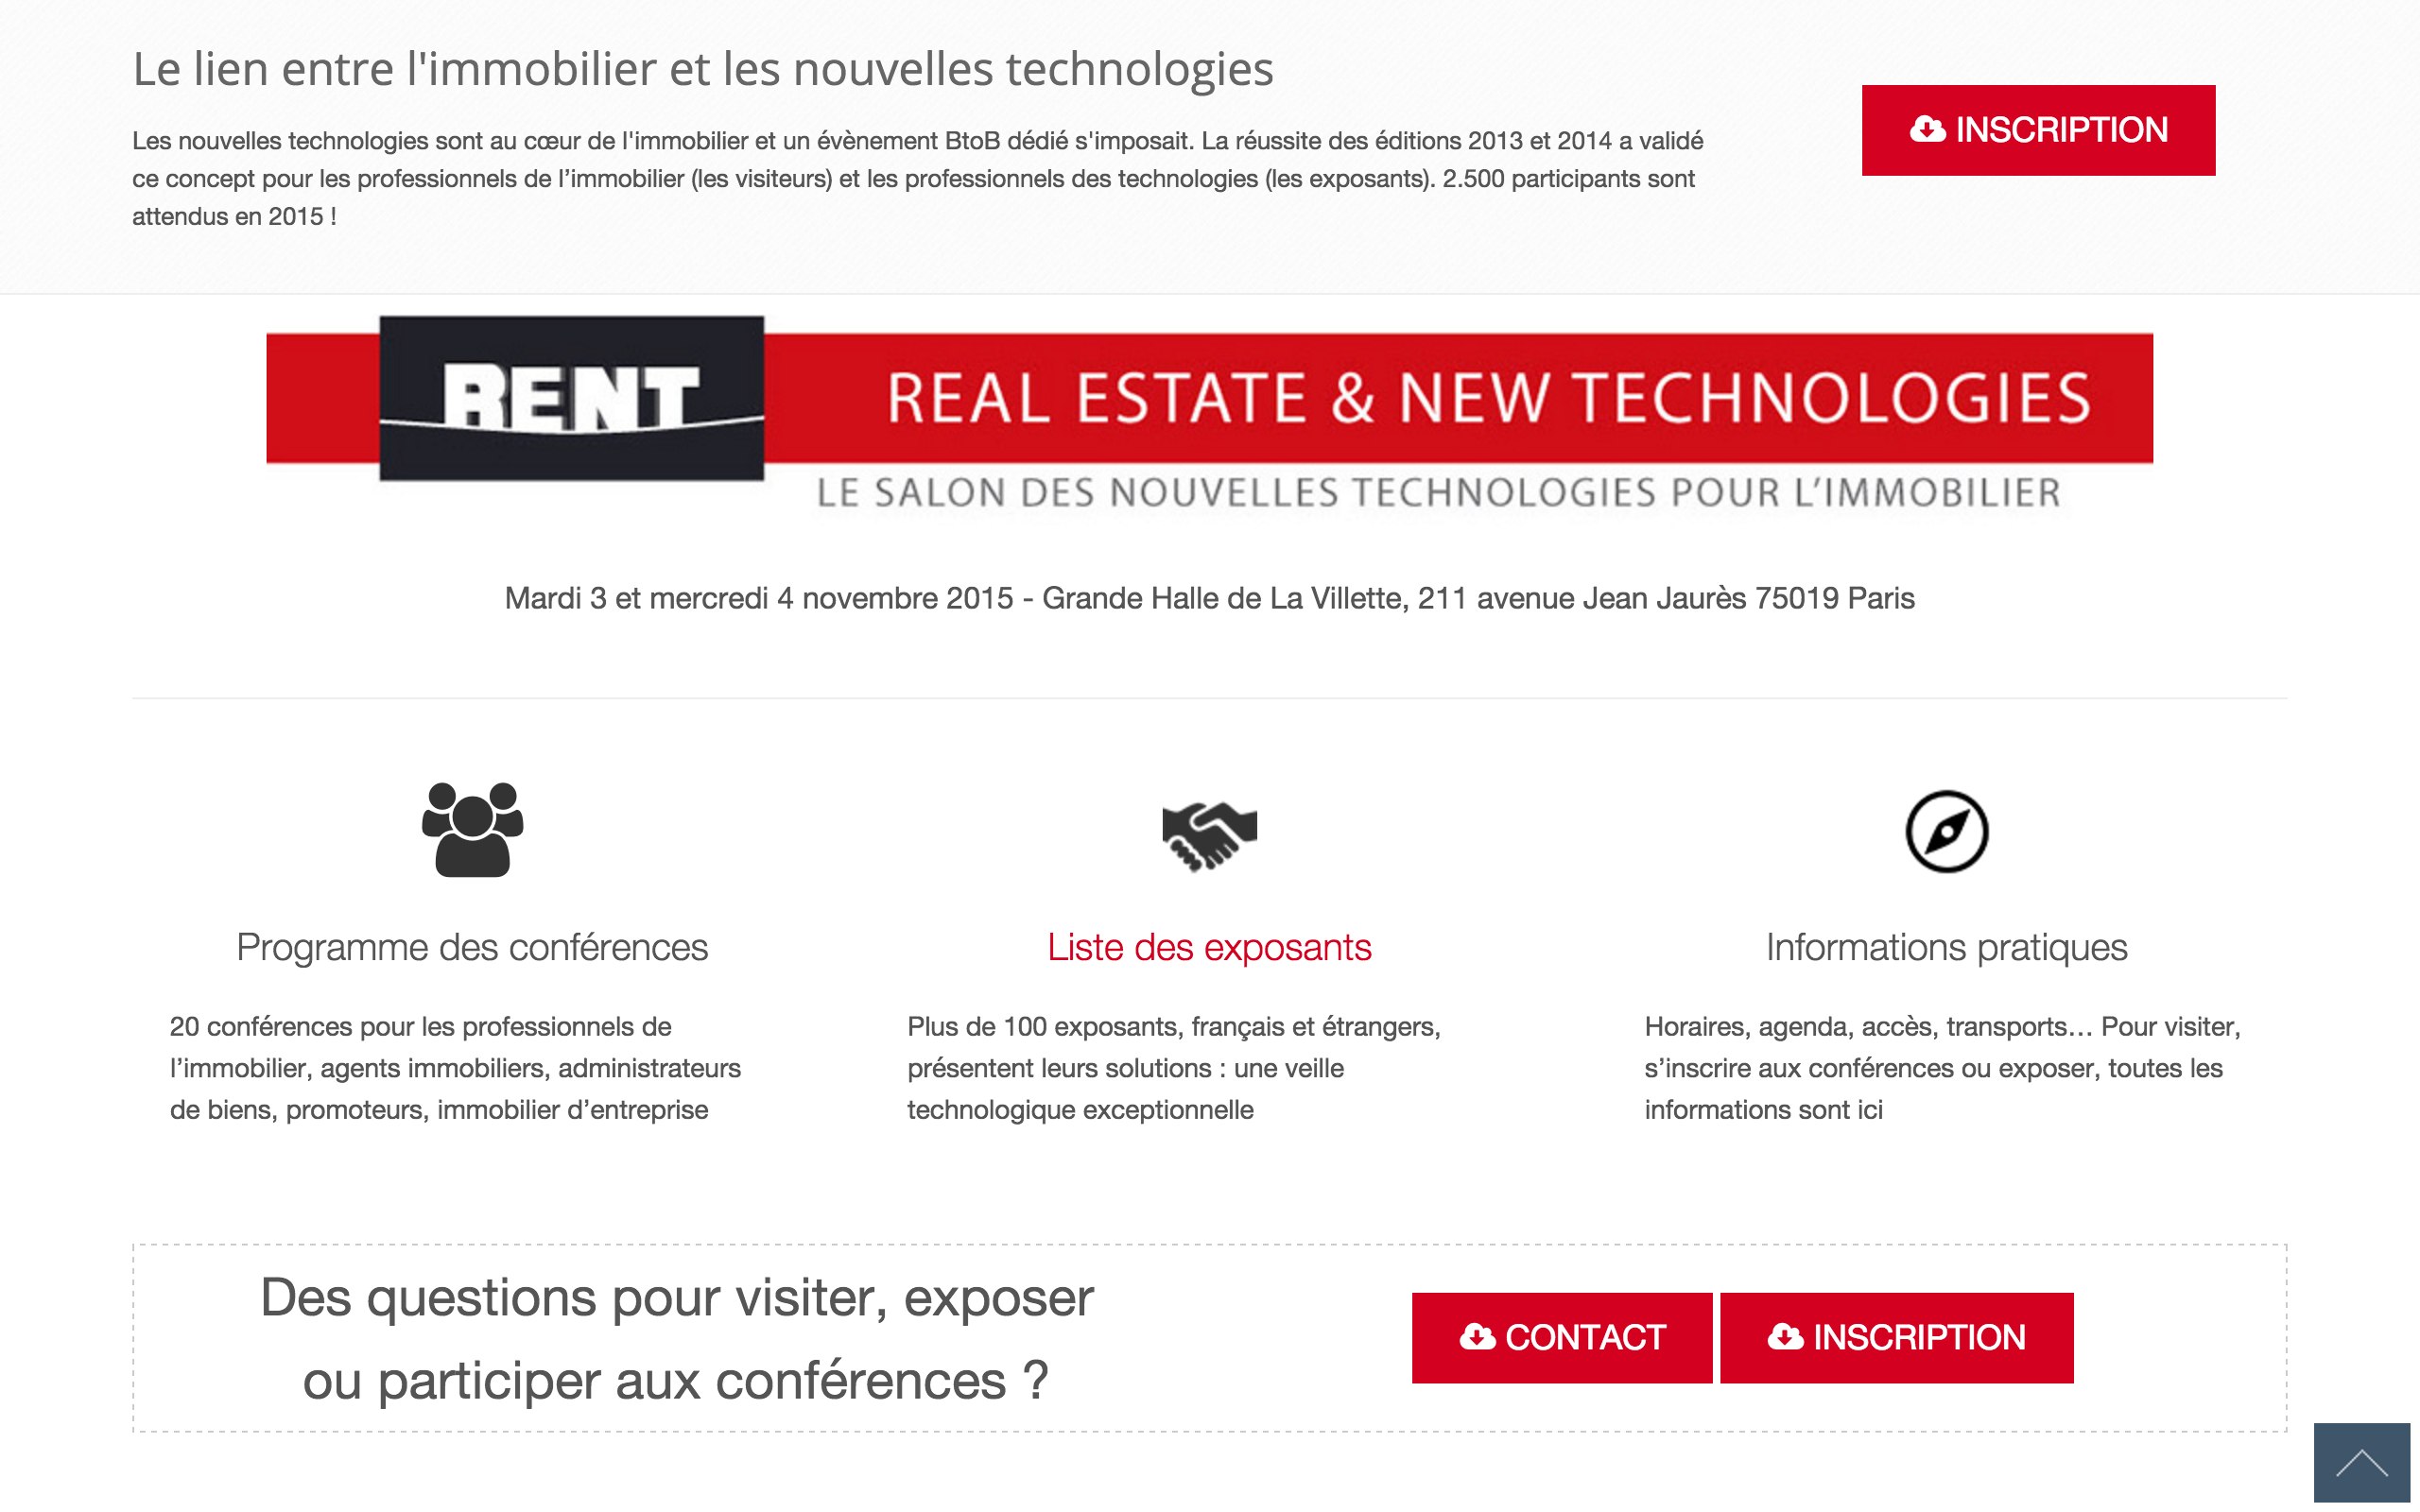 Le lien entre l'immobilier et les nouvelles technologies
Les nouvelles technologies sont au cœur de l'immobilier et un évènement BtoB dédié s'imposait. La réussite des éditions 2013 et 2014 a validé
ce concept pour les professionnels de l’immobilier (les visiteurs) et les professionnels des technologies (les exposants). 2.500 participants sont
attendus en 2015 !
INSCRIPTION
RENT
REAL ESTATE & NEW TECHNOLOGIES
LE SALON DES NOUVELLES TECHNOLOGIES POUR L’IMMOBILIER
Mardi 3 et mercredi 4 novembre 2015 - Grande Halle de La Villette, 211 avenue Jean Jaurès 75019 Paris
Programme des conférences
20 conférences pour les professionnels de
l’immobilier, agents immobiliers, administrateurs
de biens, promoteurs, immobilier d’entreprise
Liste des exposants
Plus de 100 exposants, français et étrangers,
présentent leurs solutions : une veille
technologique exceptionnelle
Informations pratiques
Horaires, agenda, accès, transports… Pour visiter,
s’inscrire aux conférences ou exposer, toutes les
informations sont ici
Des questions pour visiter, exposer
ou participer aux conférences ?
CONTACT
INSCRIPTION